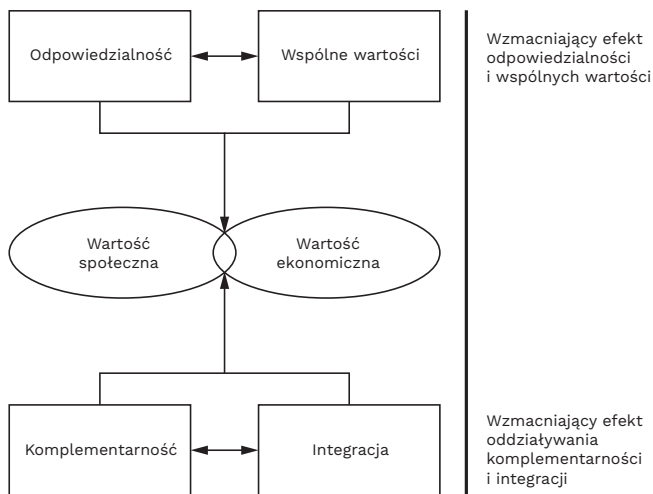 Odpowiedzialność
Wspólne wartości
Wzmacniający efekt
odpowiedzialności
i wspólnych wartości
Wartość
społeczna
Wartość
ekonomiczna
Komplementarność
Integracja
Wzmacniający efekt
oddziaływania
komplementarności
i integracji